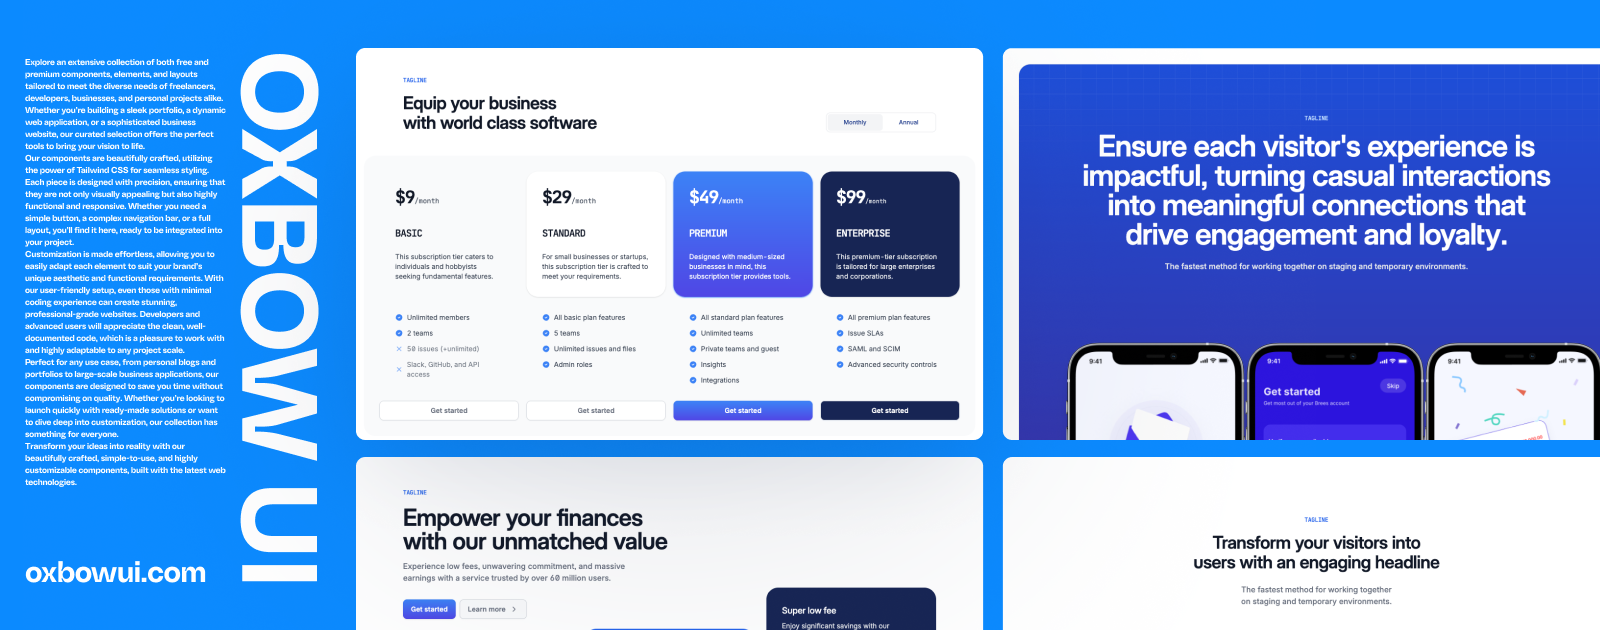 Explore an extensive collection of both free and
premium components, elements, and layouts
tailored to meet the diverse needs of freelancers,
developers, businesses, and personal projects alike.
Whether you're building a sleek portfolio, a dynamic
web application, or a sophisticated business
website, our curated selection offers the perfect
tools to bring your vision to life.
Our components are beautifully crafted, utilizing
the power of Tailwind CSS for seamless styling.
Each piece is designed with precision, ensuring that
they are not only visually appealing but also highly
functional and responsive. Whether you need a
simple button, a complex navigation bar, or a full
layout, you'll find it here, ready to be integrated into
your project.
Customization is made effortless, allowing you to
easily adapt each element to suit your brand's
unique aesthetic and functional requirements. With
our user-friendly setup, even those with minimal
coding experience can create stunning,
professional-grade websites. Developers and
advanced users will appreciate the clean, well-
documented code, which is a pleasure to work with
and highly adaptable to any project scale.
Perfect for any use case, from personal blogs and
portfolios to large-scale business applications, our
components are designed to save you time without
compromising on quality. Whether you're looking to
launch quickly with ready-made solutions or want
to dive deep into customization, our collection has
something for everyone.
Transform your ideas into reality with our
beautifully crafted, simple-to-use, and highly
customizable components, built with the latest web
technologies.
oxbowui.com
OXBOW UI
TAGLINE
Equip your business
with world class software
Monthly
Annual
$9/month
BASIC
This subscription tier caters to
individuals and hobbyists
seeking fundamental features.
Unlimited members
2 teams
50 issues (+unlimited)
Slack, GitHub, and API
access
Get started
$29/month
STANDARD
For small businesses or startups,
this subscription tier is crafted to
meet your requirements.
All basic plan features
5 teams
Unlimited issues and files
Admin roles
Get started
$49/month
PREMIUM
Designed with medium-sized
businesses in mind, this
subscription tier provides tools.
All standard plan features
Unlimited teams
Private teams and guest
Insights
Integrations
Get started
$99/month
ENTERPRISE
This premium-tier subscription
is tailored for large enterprises
and corporations.
All premium plan features
Issue SLAs
SAML and SCIM
Advanced security controls
Get started
TAGLINE
Ensure each visitor's experience is
impactful, turning casual interactions
into meaningful connections that
drive engagement and loyalty.
The fastest method for working together on staging and temporary environments.
9:41
9:41
Skip
Get started
Get most out of your Brees account
9:41
TAGLINE
Empower your finances
with our unmatched value
Experience low fees, unwavering commitment, and massive
earnings with a service trusted by over 60 million users.
Get started
Learn more
Super low fee
Enjoy significant savings with our
TAGLINE
Transform your visitors into
users with an engaging headline
The fastest method for working together
on staging and temporary environments.